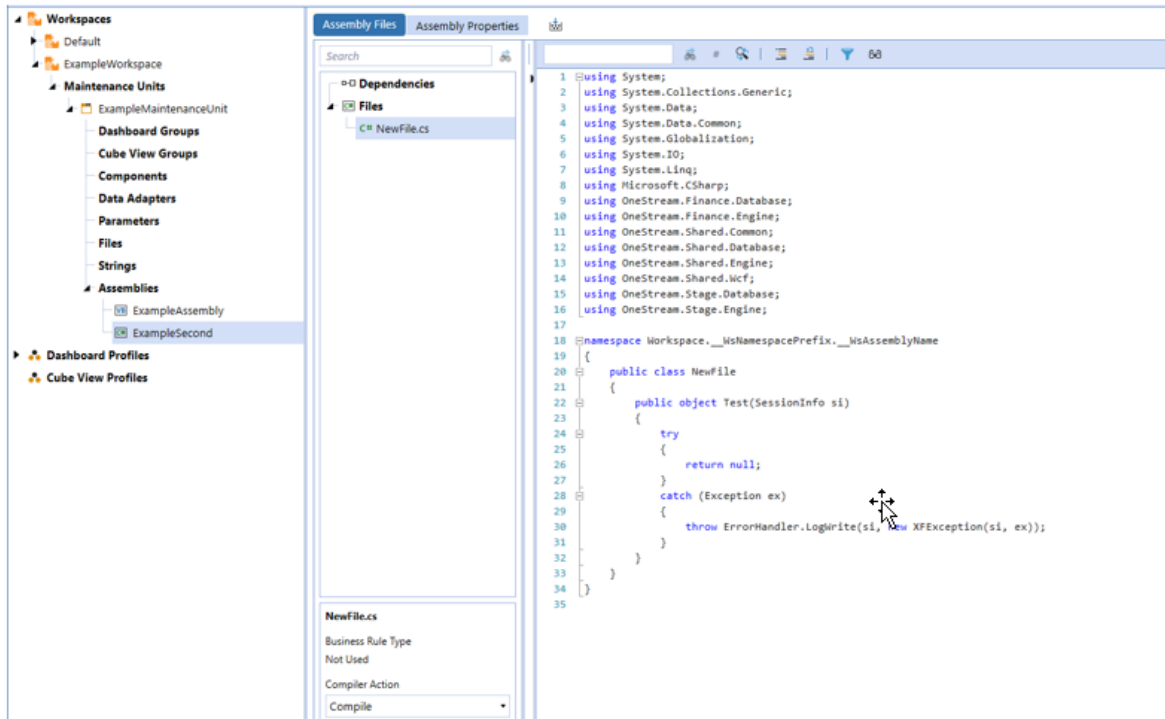 Workspaces
Default
ExampleWorkspace
Maintenance Units
ExampleMaintenanceUnit
Dashboard Groups
Cube View Groups
Components
Data Adapters
Parameters
Files
Strings
Assemblies
VB ExampleAssembly
C# ExampleSecond
Dashboard Profiles
Cube View Profiles
Assembly Files Assembly Properties
Search
Dependencies
C# Files
C# NewFile.cs
NewFile.cs
Business Rule Type
Not Used
Compiler Action
Compile
1 using System;
2 using System.Collections.Generic;
3 using System.Data;
4 using System.Data.Common;
5 using System.Globalization;
6 using System.IO;
7 using System.Linq;
8 using Microsoft.CSharp;
9 using OneStream.Finance.Database;
10 using OneStream.Finance.Engine;
11 using OneStream.Shared.Common;
12 using OneStream.Shared.Database;
13 using OneStream.Shared.Engine;
14 using OneStream.Shared.Wcf;
15 using OneStream.Stage.Database;
16 using OneStream.Stage.Engine;
17
18 namespace Workspace.__WsNamespacePrefix.__WsAssemblyName
19 {
20 public class NewFile
21 {
22 public object Test(SessionInfo si)
23 {
24 try
25 {
26 return null;
27 }
28 catch (Exception ex)
29 {
30 throw ErrorHandler.LogWrite(si, new XFException(si, ex));
31 }
32 }
33 }
34 }
35